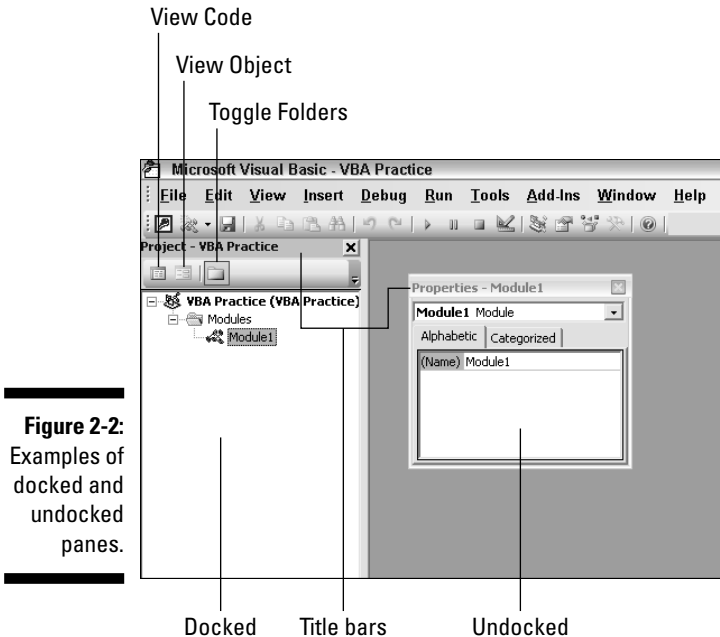 View Code
View Object
Toggle Folders
Microsoft Visual Basic - VBA Practice
File Edit View Insert Debug Run Tools Add-Ins Window Help
Project - VBA Practice
Properties - Module1
VBA Practice (VBA Practice)
Module1 Module
Modules
Alphabetic Categorized
Module1
(Name) Module1
Figure 2-2:
Examples of
docked and
undocked
panes.
Docked Title bars Undocked